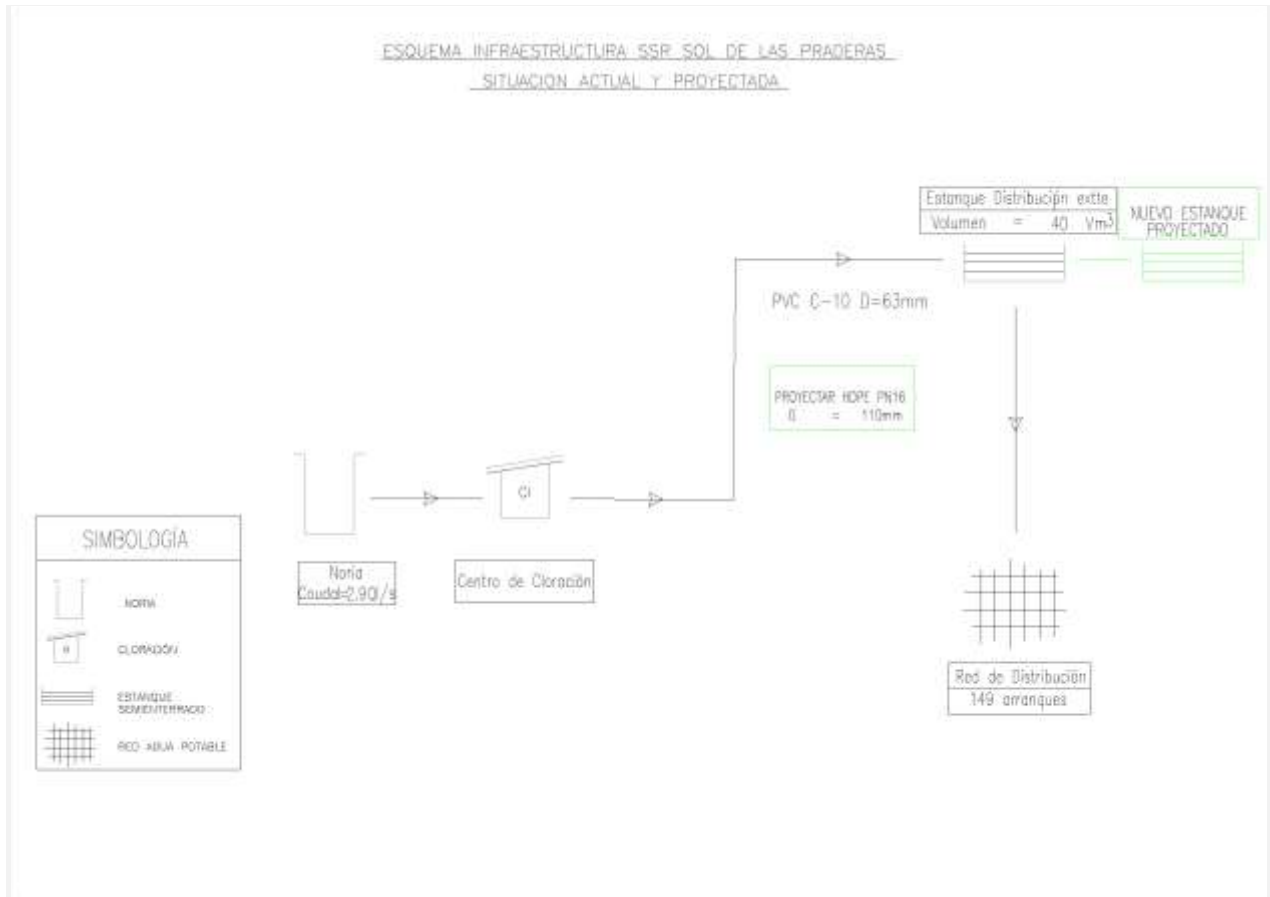 ESQUEMA INFRAESTRUCTURA SSR SOL DE LAS PRADERAS
SITUACION ACTUAL Y PROYECTADA
Estanque Distribución extte
Volumen = 40 Vm3
NUEVO ESTANQUE
PROYECTADO
PVC C-10 D=63mm
PROYECTAR HDPE PN16
= 110mm
Cl
Noria
Caudal=2.90l/s
Centro de Cloración
Red de Distribución
149 arranques
SIMBOLOGÍA
NORIA
CLORACIÓN
ESTANQUE
SEMIENTERRADO
RED AGUA POTABLE